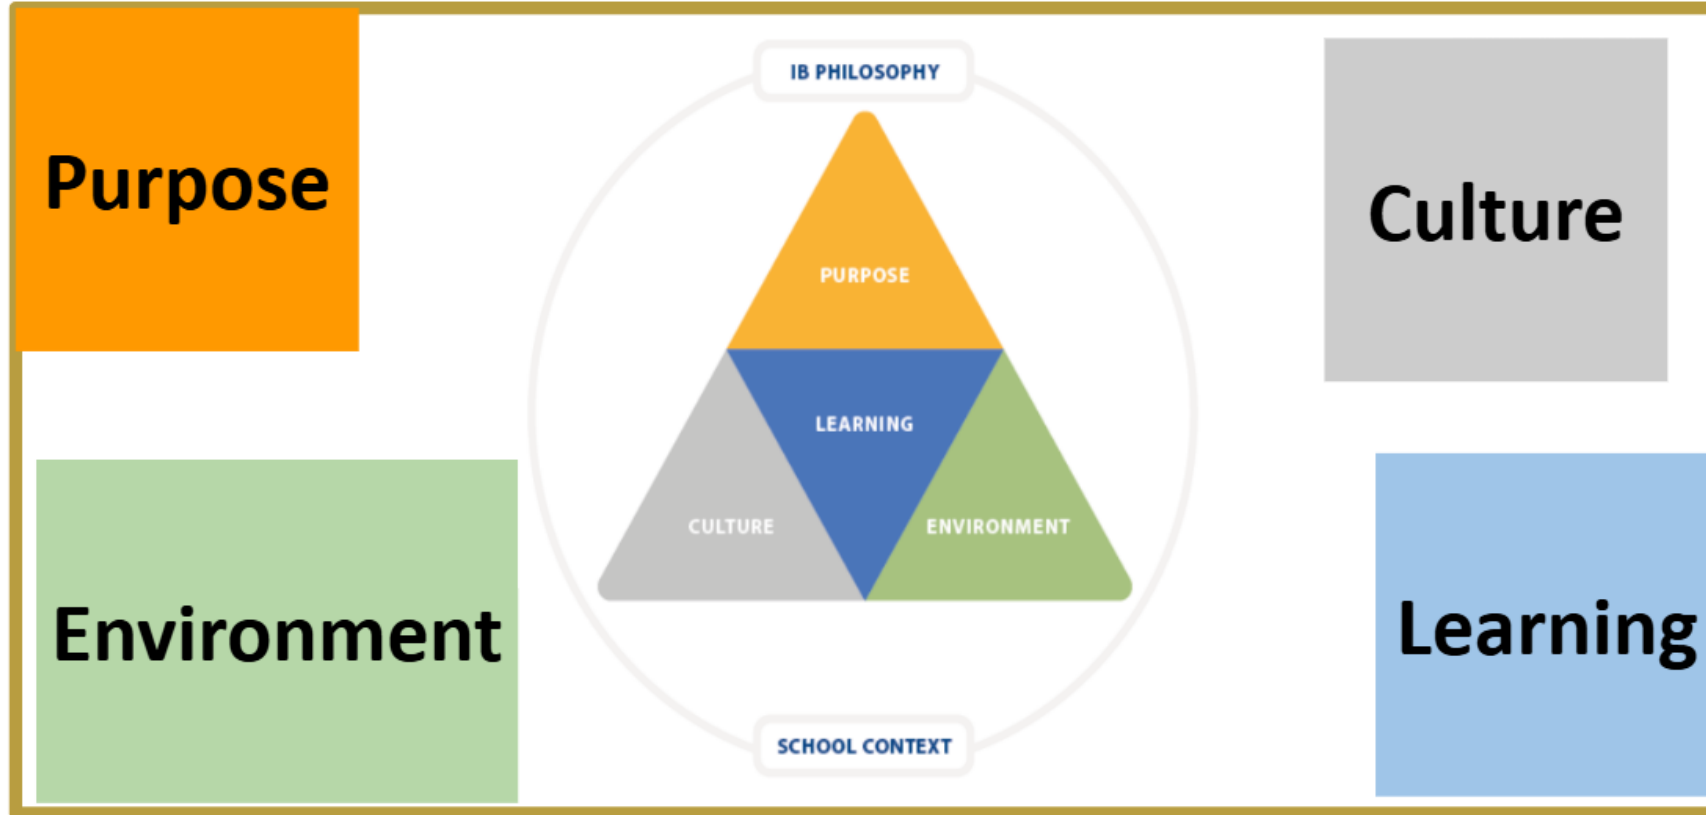 Purpose
IB PHILOSOPHY
Culture
PURPOSE
LEARNING
CULTURE
ENVIRONMENT
Environment
Learning
SCHOOL CONTEXT